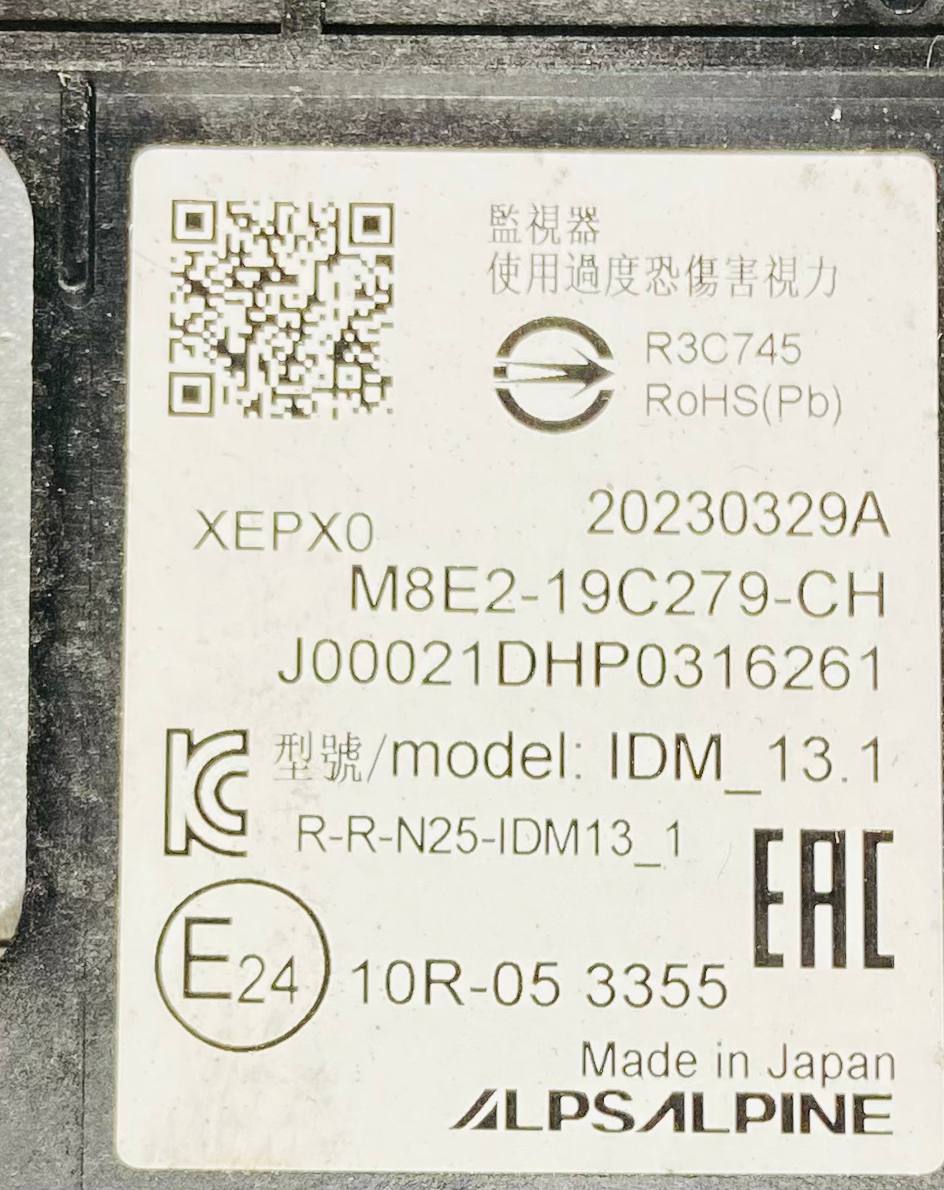 監視器
使用過度恐傷害視力
R3C745
RoHS(Pb)
20230329A
XEPX0
M8E2-19C279-CH
J00021DHP0316261
型號/model: IDM_13.1
R-R-N25-IDM13_1
EAC
E24 10R-05 3355
Made in Japan
ALPSALPINE